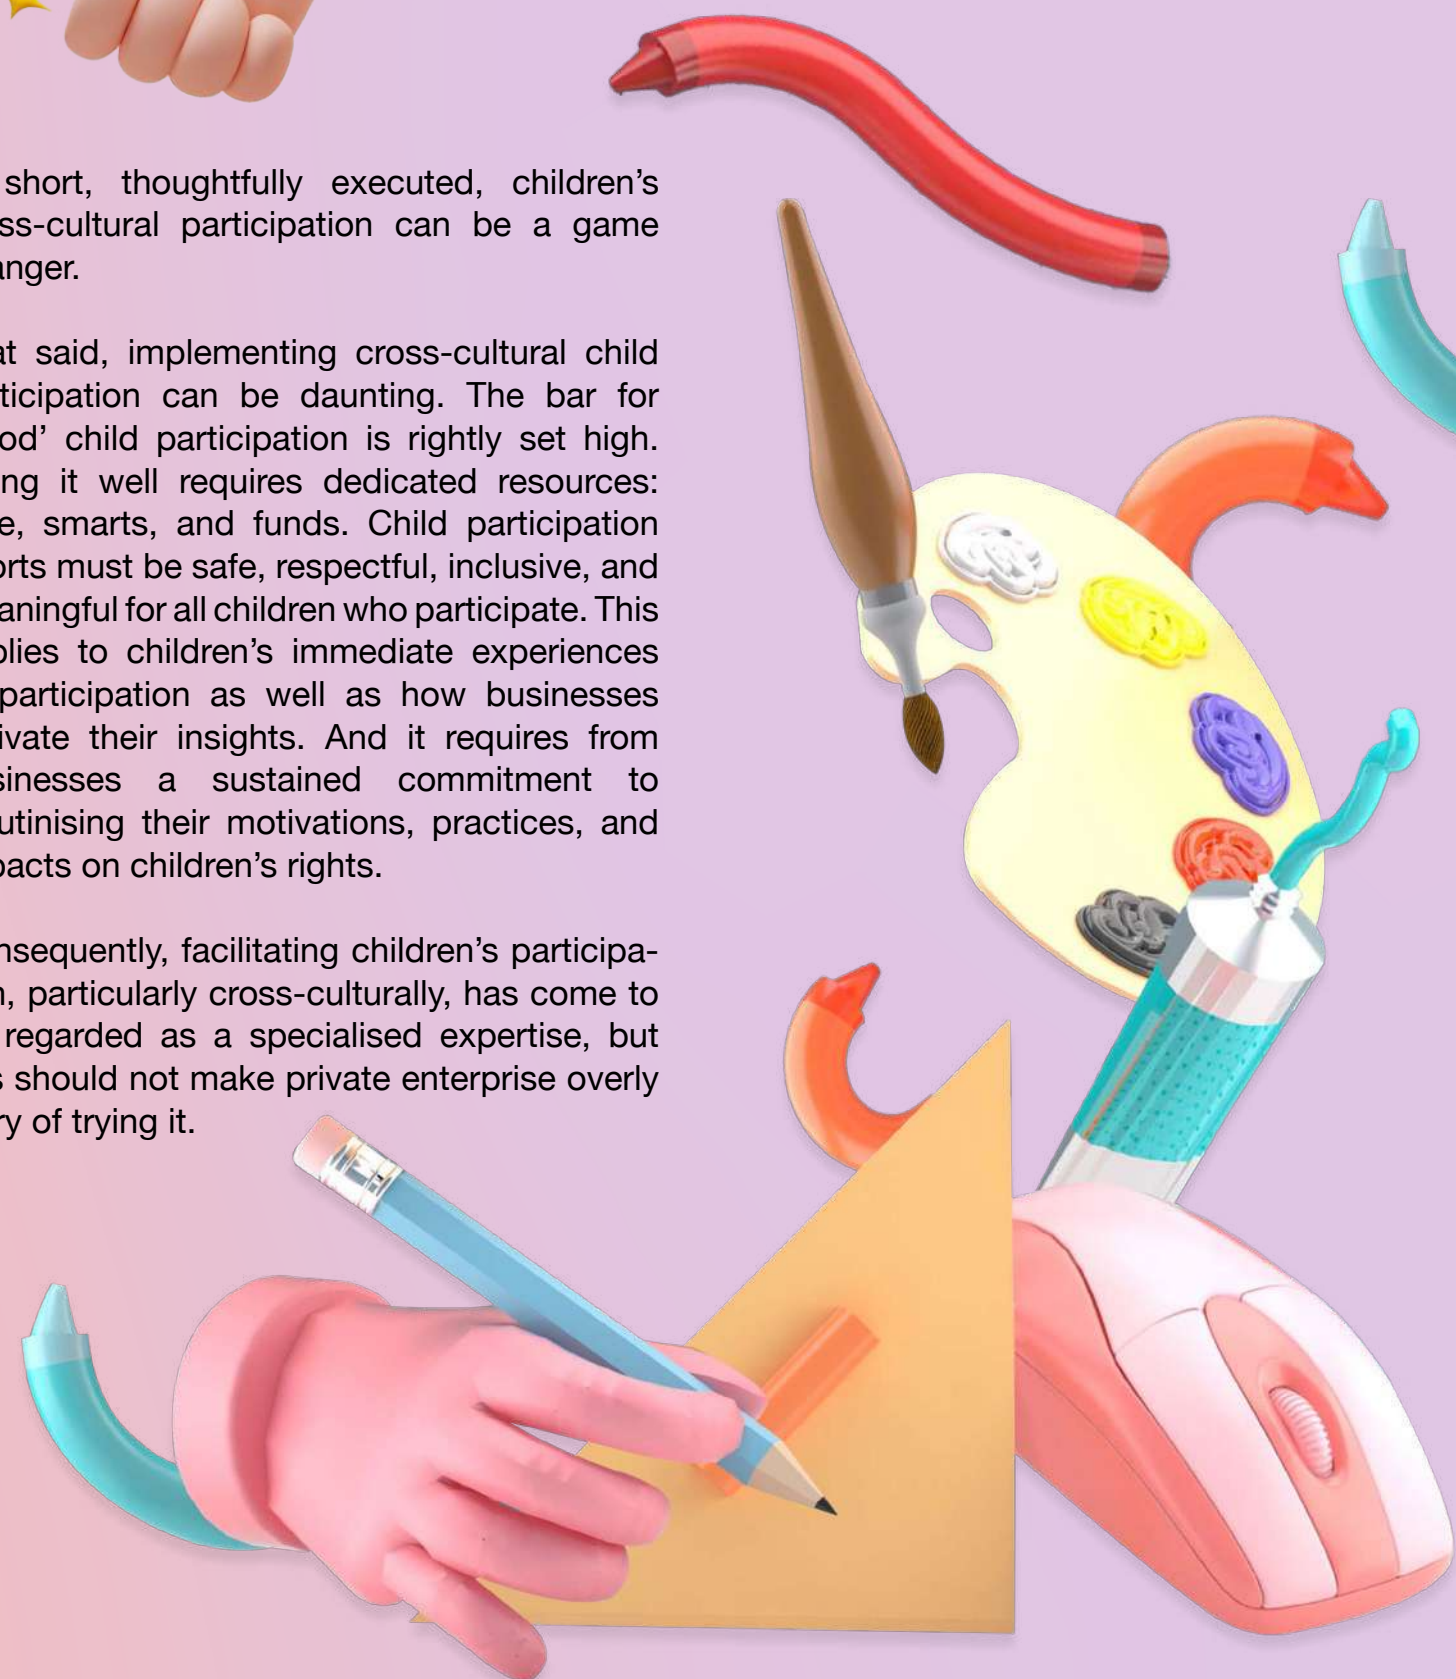 short, thoughtfully executed, children’s
ss-cultural participation can be a game
anger.
at said, implementing cross-cultural child
ticipation can be daunting. The bar for
od’ child participation is rightly set high.
ng it well requires dedicated resources:
e, smarts, and funds. Child participation
orts must be safe, respectful, inclusive, and
aningful for all children who participate. This
plies to children’s immediate experiences
participation as well as how businesses
ivate their insights. And it requires from
sinesses a sustained commitment to
utinising their motivations, practices, and
pacts on children’s rights.
nsequently, facilitating children’s participa-
n, particularly cross-culturally, has come to
regarded as a specialised expertise, but
s should not make private enterprise overly
ry of trying it.